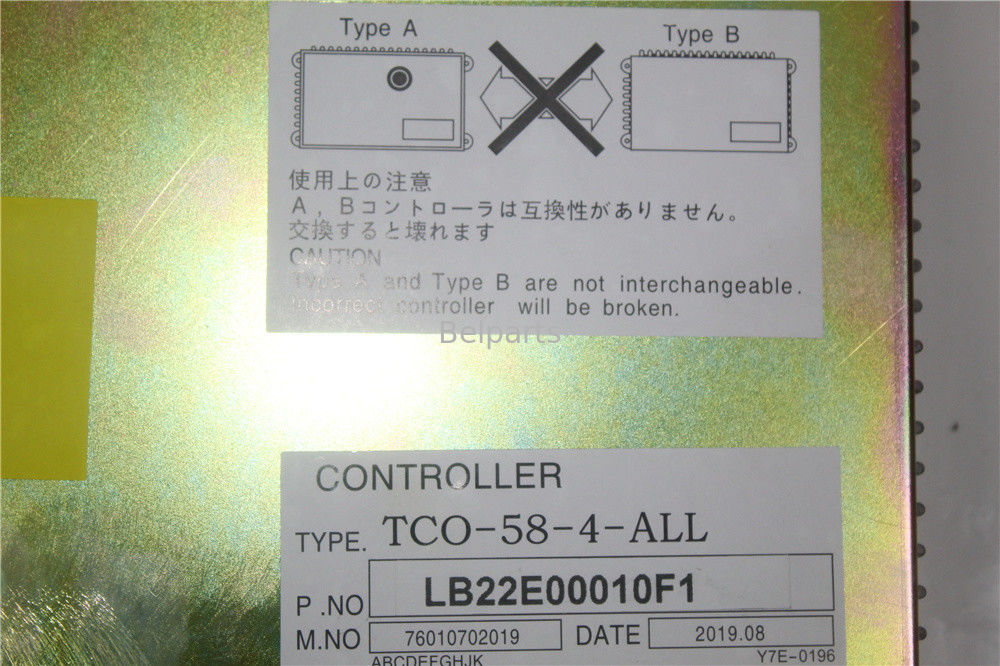 Type A
Type B
使用上の注意
A，Bコントローラは互換性がありません。
交換すると壊れます
CAUTION
Type A and Type B are not interchangeable.
Incorrect controller will be broken.
Belparts
CONTROLLER
TYPE. TCO-58-4-ALL
P.NO LB22E00010F1
M.NO 76010702019 DATE 2019.08
ABCDEFGHJK Y7E-0196